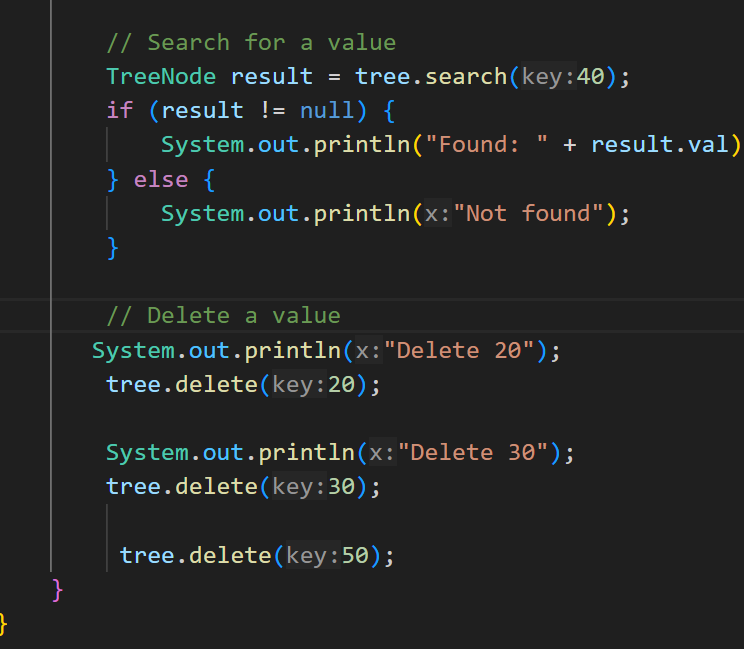 // Search for a value
TreeNode result = tree.search(key:40);
if (result != null) {
System.out.println("Found: " + result.val)
} else {
System.out.println(x:"Not found");
}
// Delete a value
System.out.println(x:"Delete 20");
tree.delete(key:20);
System.out.println(x:"Delete 30");
tree.delete(key:30);
tree.delete(key:50);
}
}